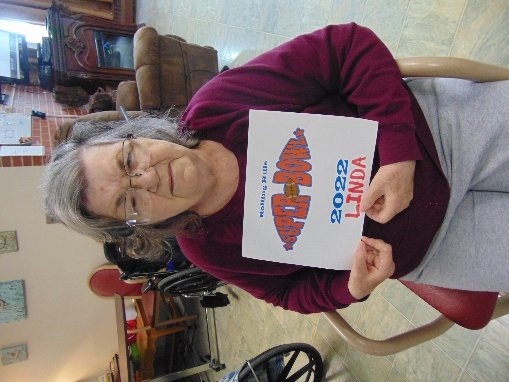 Rolling Hills
SUPER BOWL
2022
LINDA